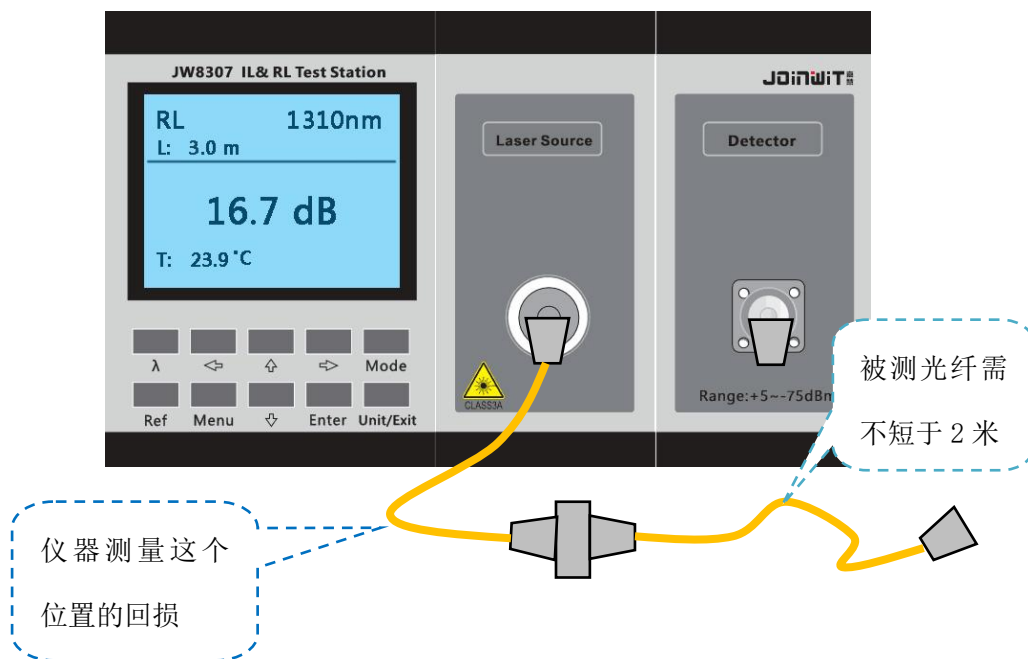 JW8307 IL& RL Test Station
JOINWIT
RL 1310nm
L: 3.0 m
16.7 dB
T: 23.9 °C
λ Mode
Ref Menu Enter Unit/Exit
Laser Source
CLASS3A
Detector
Range:+5~-75dBm
被测光纤需
不短于 2 米
仪器测量这个
位置的回损